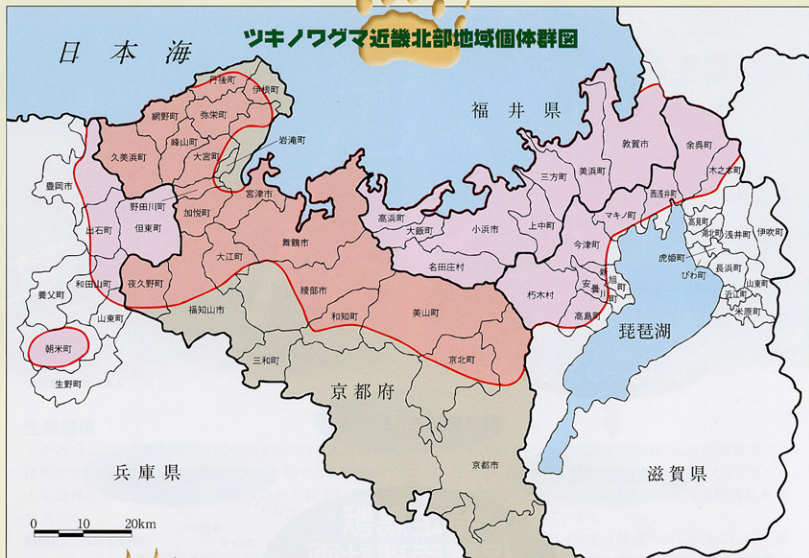 ツキノワグマ近畿北部地域個体群図
日本海
福井県
丹後町
伊根町
網野町
弥栄町
岩滝町
峰山町
久美浜町
大宮町
豊岡市
宮津市
野田川町
加悦町
出石町
但東町
舞鶴市
大江町
夜久野町
和田山町
養父町
山東町
朝来町
生野町
福知山市
綾部市
和知町
美山町
三和町
京北町
京都府
京都市
兵庫県
高浜町
大飯町
小浜市
名田庄村
上中町
三方町
美浜町
敦賀市
余呉町
木之本町
西浅井町
マキノ町
今津町
朽木村
安曇川町
新旭町
高島町
高月町
湖北町
浅井町
伊吹町
虎姫町
びわ町
長浜町
山東町
近江町
米原町
琵琶湖
滋賀県
0 10 20km